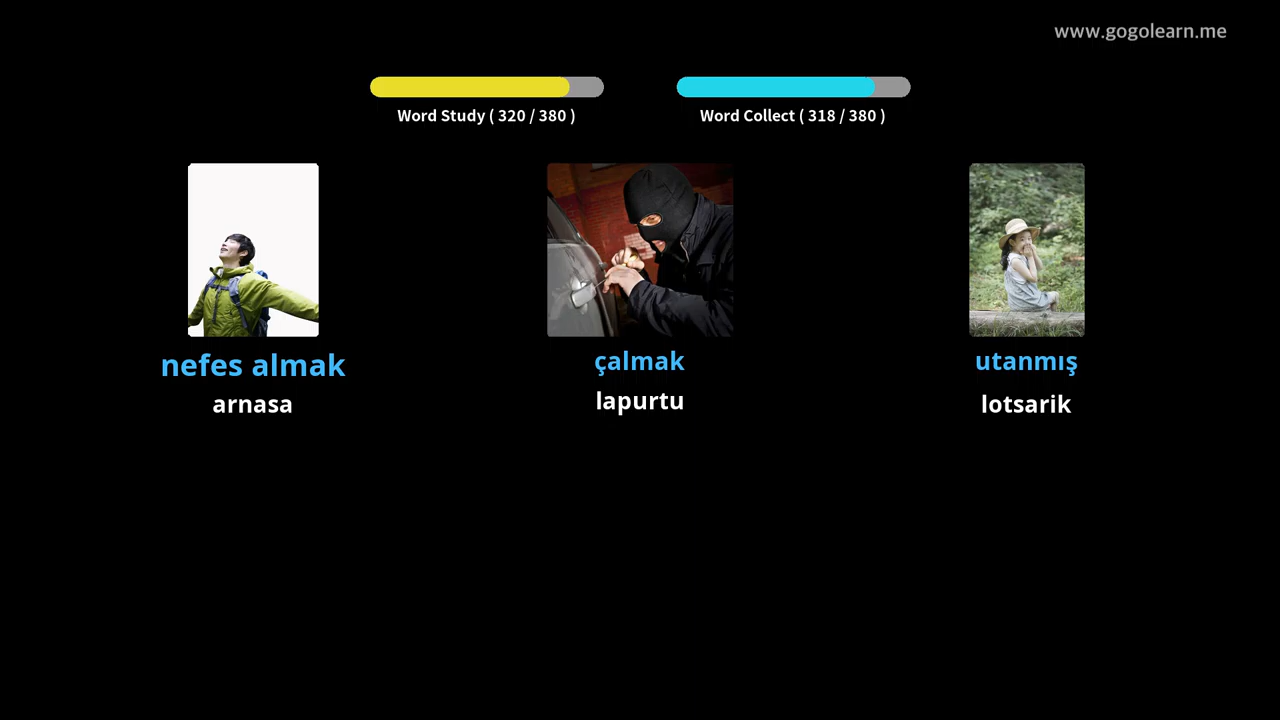 www.gogolearn.me
Word Study ( 320 / 380 )
Word Collect ( 318 / 380 )
nefes almak
arnasa
çalmak
lapurtu
utanmış
lotsarik